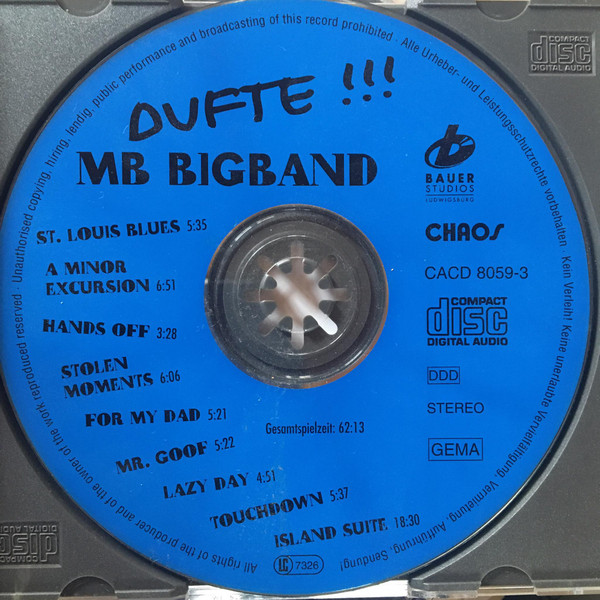 DUFTE !!!
MB BIGBAND
ST. LOUIS BLUES 5:35
A MINOR
EXCURSION 6:51
HANDS OFF 3:28
STOLEN
MOMENTS 6:06
FOR MY DAD 5:21
MR. GOOF 5:22
LAZY DAY 4:51
TOUCHDOWN 5:37
ISLAND SUITE 18:30
Gesamtspielzeit: 62:13
b
BAUER
STUDIOS
LUDWIGSBURG
CHAOS
CACD 8059-3
COMPACT
disc
DIGITAL AUDIO
DDD
STEREO
GEMA
LC 7326
All rights of the producer and of the owner of the work reproduced reserved · Unauthorised copying, hiring, lendig, public performance and broadcasting of this record prohibited · Alle Urheber- und Leistungsschutzrechte vorbehalten · Kein Verleih! Keine unerlaubte Vervielfältigung, Vermietung, Aufführung, Sendung!
COMPACT
disc
DIGITAL AUDIO
COMPACT
disc
DIGITAL AUDIO